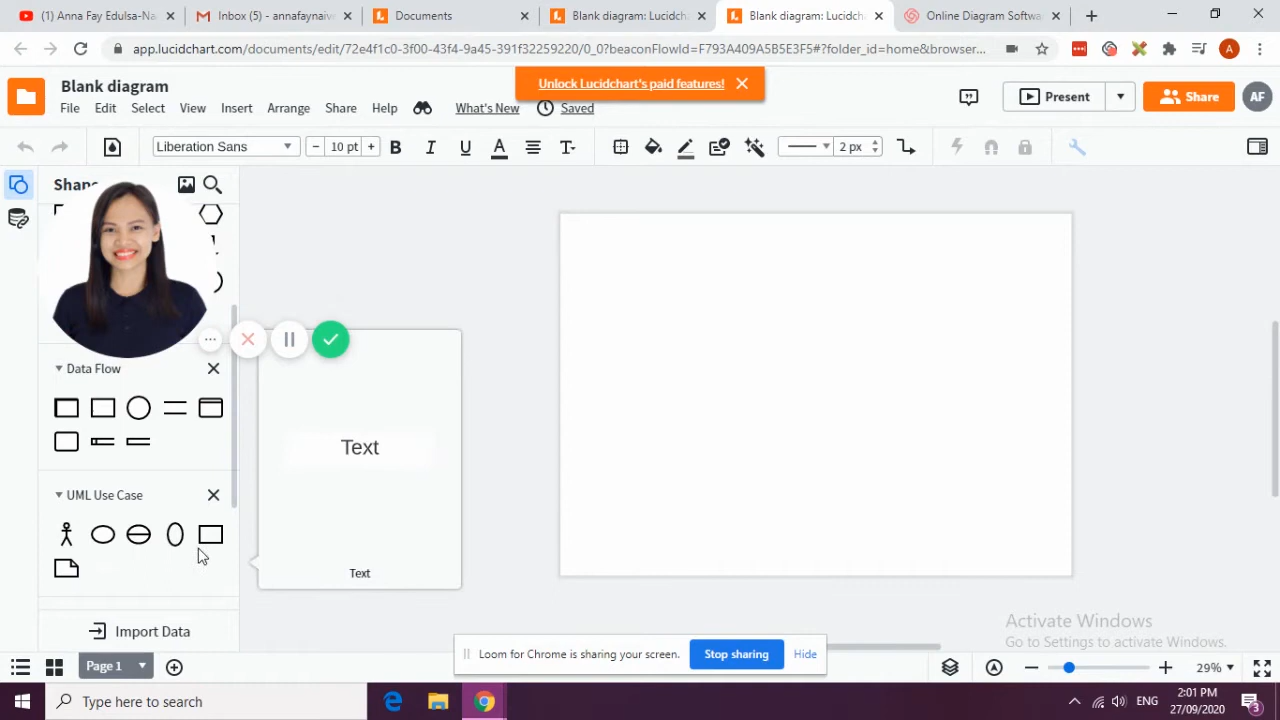 (1) Anna Fay Edulsa-Na
Inbox (5) - annafaynaiv
Documents
Blank diagram: Lucidch
Blank diagram: Lucidch
Online Diagram Softwa
app.lucidchart.com/documents/edit/72e4f1c0-3f00-43f4-9a45-391f32259220/0_0?beaconFlowId=F793A409A5B5E3F5#?folder_id=home&browser...
A
Blank diagram
Unlock Lucidchart's paid features!
File Edit Select View Insert Arrange Share Help What's New Saved
Present
Share
AF
Liberation Sans
10 pt
B I U A T
2 px
Shape
Data Flow
UML Use Case
Text
Text
Import Data
Activate Windows
Go to Settings to activate Windows.
Loom for Chrome is sharing your screen.
Stop sharing
Hide
Page 1
29%
Type here to search
ENG
2:01 PM
27/09/2020
3